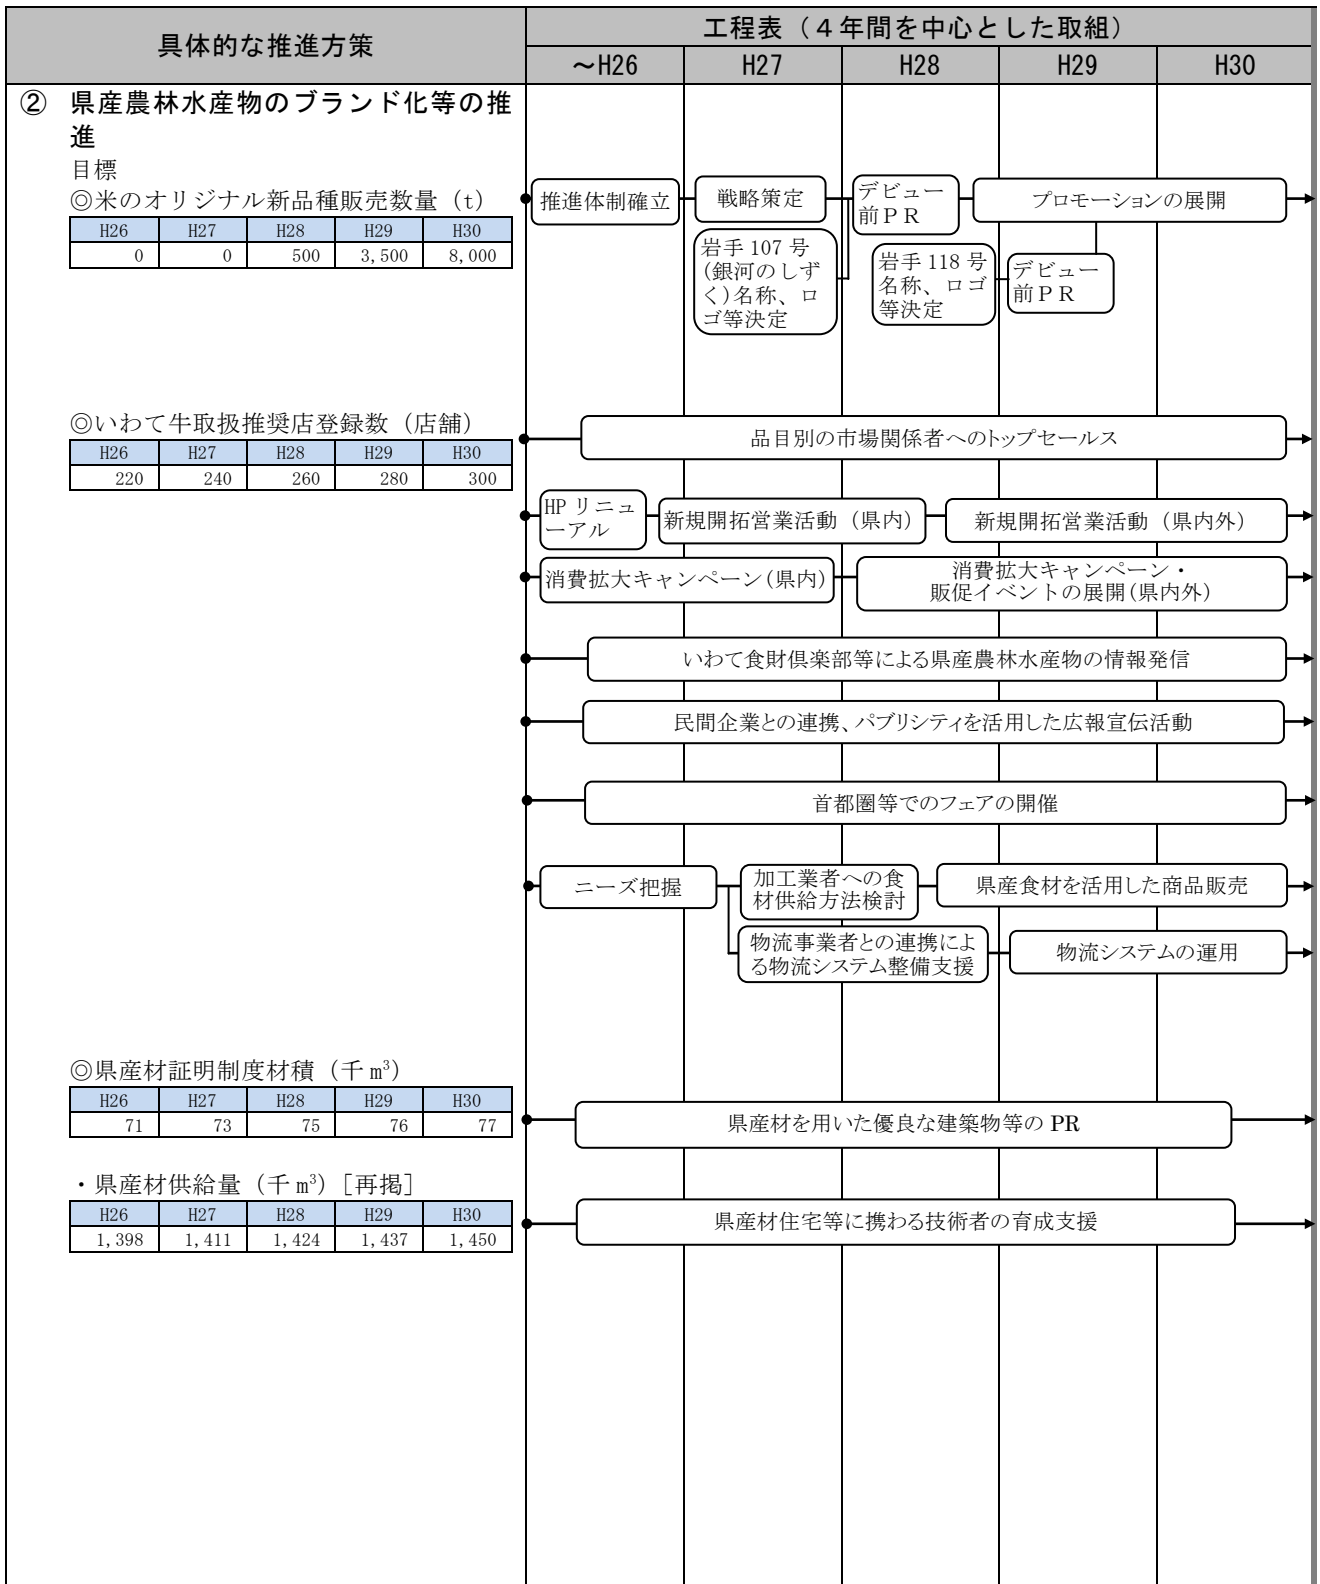 具体的な推進方策
工程表（４年間を中心とした取組）
～H26 H27 H28 H29 H30
② 県産農林水産物のブランド化等の推
進
目標
◎米のオリジナル新品種販売数量（t）
H26 H27 H28 H29 H30
0 0 500 3,500 8,000
推進体制確立
戦略策定
デビュー
前ＰＲ
プロモーションの展開
岩手 107 号
(銀河のしず
く)名称、ロ
ゴ等決定
岩手 118 号
名称、ロゴ
等決定
デビュー
前ＰＲ
◎いわて牛取扱推奨店登録数（店舗）
H26 H27 H28 H29 H30
220 240 260 280 300
品目別の市場関係者へのトップセールス
HP リニュ
ーアル
新規開拓営業活動（県内）
新規開拓営業活動（県内外）
消費拡大キャンペーン(県内)
消費拡大キャンペーン・
販促イベントの展開(県内外)
いわて食財倶楽部等による県産農林水産物の情報発信
民間企業との連携、パブリシティを活用した広報宣伝活動
首都圏等でのフェアの開催
ニーズ把握
加工業者への食
材供給方法検討
県産食材を活用した商品販売
物流事業者との連携によ
る物流システム整備支援
物流システムの運用
◎県産材証明制度材積（千㎥）
H26 H27 H28 H29 H30
71 73 75 76 77
県産材を用いた優良な建築物等の PR
・県産材供給量（千㎥）［再掲］
H26 H27 H28 H29 H30
1,398 1,411 1,424 1,437 1,450
県産材住宅等に携わる技術者の育成支援